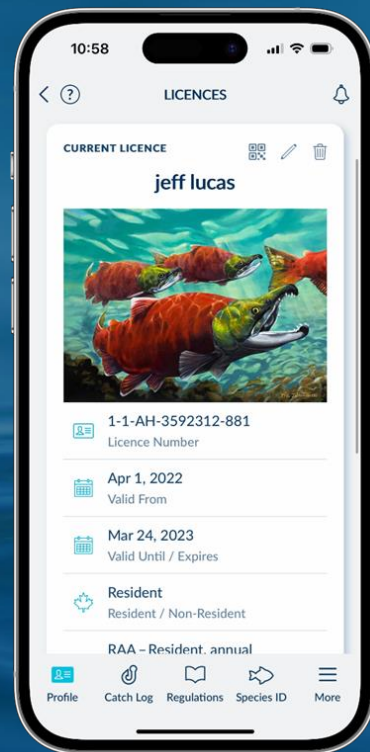 10:58
LICENCES
CURRENT LICENCE
jeff lucas
1-1-AH-3592312-881
Licence Number
Apr 1, 2022
Valid From
Mar 24, 2023
Valid Until / Expires
Resident
Resident / Non-Resident
RAA – Resident, annual
Profile Catch Log Regulations Species ID More